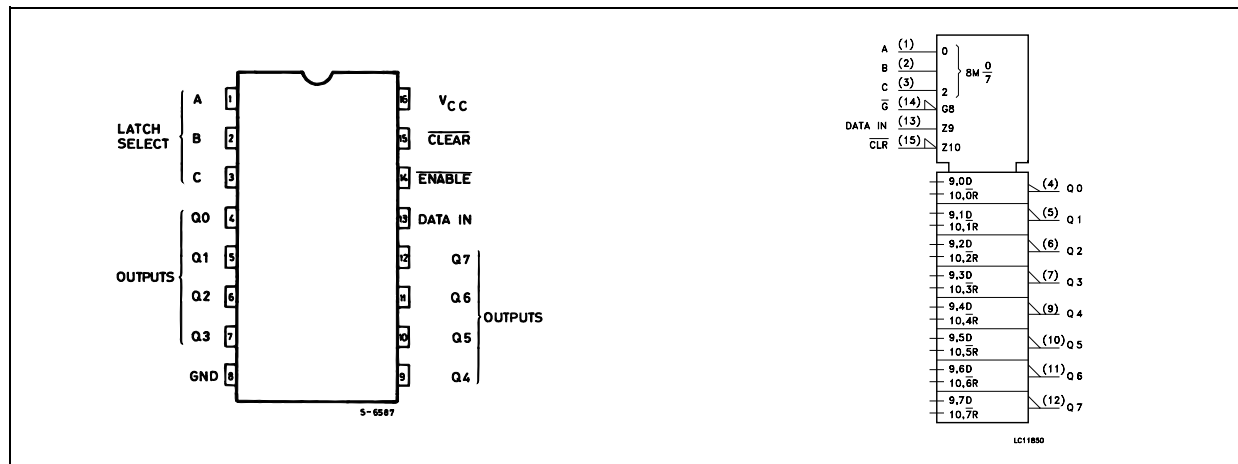 A 1
B 2
C 3
LATCH
SELECT
Q0 4
Q1 5
Q2 6
Q3 7
OUTPUTS
GND 8
16 VCC
15 CLEAR
14 ENABLE
13 DATA IN
12 Q7
11 Q6
10 Q5
9 Q4
OUTPUTS
S-6587
A (1) 0
B (2)
C (3) 2
8M 0/7
G (14) G8
DATA IN (13) Z9
CLR (15) Z10
9,0D
10,0R
(4) Q0
9,1D
10,1R
(5) Q1
9,2D
10,2R
(6) Q2
9,3D
10,3R
(7) Q3
9,4D
10,4R
(9) Q4
9,5D
10,5R
(10) Q5
9,6D
10,6R
(11) Q6
9,7D
10,7R
(12) Q7
LC11850